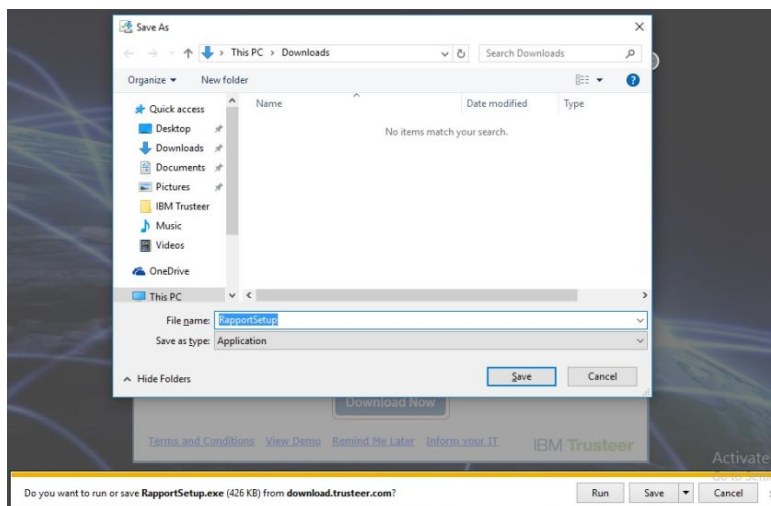 Save As
This PC > Downloads
Search Downloads
Organize
New folder
Quick access
Desktop
Downloads
Documents
Pictures
IBM Trusteer
Music
Videos
OneDrive
This PC
Name
Date modified
Type
No items match your search.
File name: RapportSetup
Save as type: Application
Hide Folders
Save
Cancel
Download Now
Terms and Conditions View Demo Remind Me Later Inform your IT
IBM Trusteer
Activate
Do you want to run or save RapportSetup.exe (426 KB) from download.trusteer.com?
Run
Save
Cancel